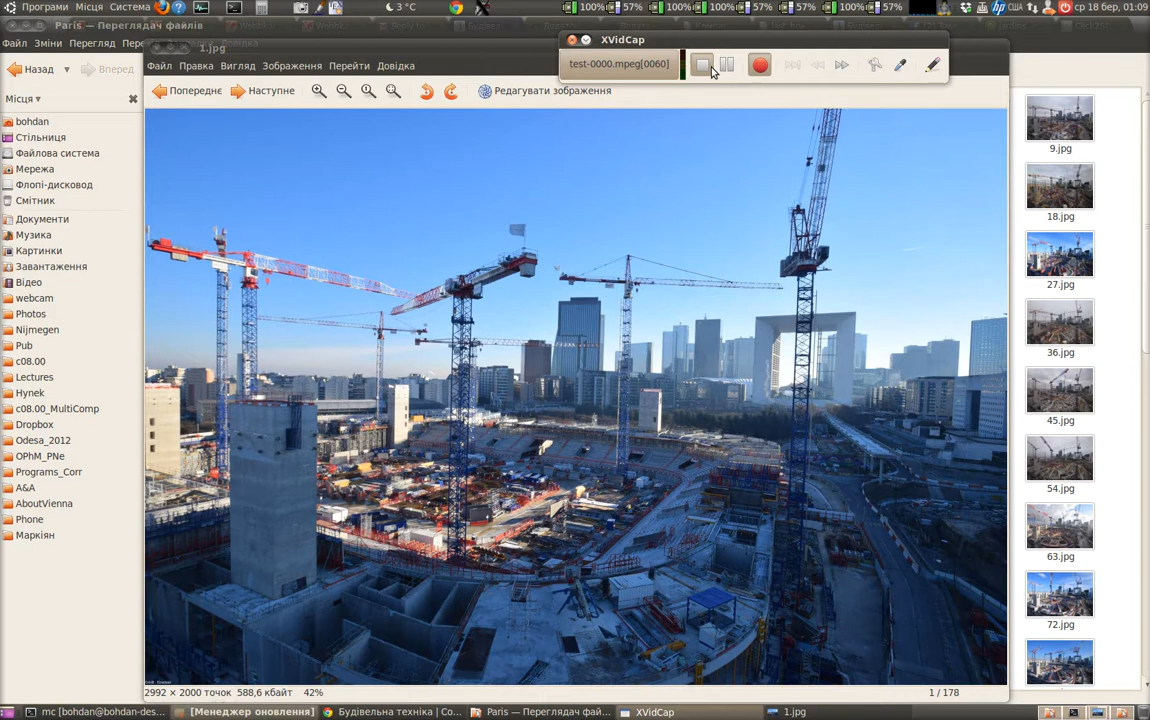 Програми Місця Система
3 °C
100% 57% 100% 57% 100% 57% 100% 57% 100% 57% 100% 57%
США
ср 18 бер, 01:09
Paris — Переглядач файлів
Файл Зміни Перегляд
XVidCap
test-0000.mpeg[0060]
1.jpg
Файл Правка Вигляд Зображення Перейти Довідка
Назад Вперед
Попереднє Наступне Редагувати зображення
Місця
bohdan
Стільниця
Файлова система
Мережа
Флопі-дисковод
Смітник
Документи
Музика
Картинки
Завантаження
Відео
webcam
Photos
Nijmegen
Pub
c08.00
Lectures
Hynek
c08.00_MultiComp
Dropbox
Odesa_2012
OPhM_PNe
Programs_Corr
A&A
AboutVienna
Phone
Маркіян
9.jpg
18.jpg
27.jpg
36.jpg
45.jpg
54.jpg
63.jpg
72.jpg
2992 × 2000 точок 588,6 кбайт 42%
1 / 178
mc [bohdan@bohdan-des... [Менеджер оновлення] Будівельна техніка | Co... Paris — Переглядач фай... XVidCap 1.jpg